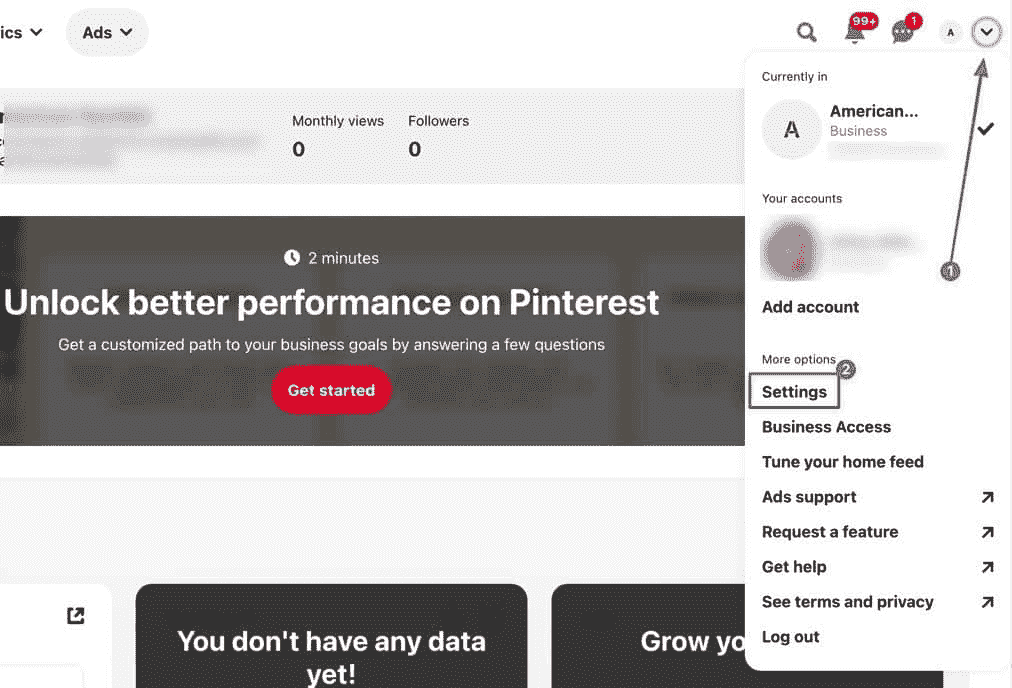 ics
Ads
99+
1
A
Currently in
A
American...
Business
Your accounts
1
Add account
More options
2
Settings
Business Access
Tune your home feed
Ads support
Request a feature
Get help
See terms and privacy
Log out
Monthly views
Followers
0
0
2 minutes
Unlock better performance on Pinterest
Get a customized path to your business goals by answering a few questions
Get started
You don't have any data
yet!
Grow yo